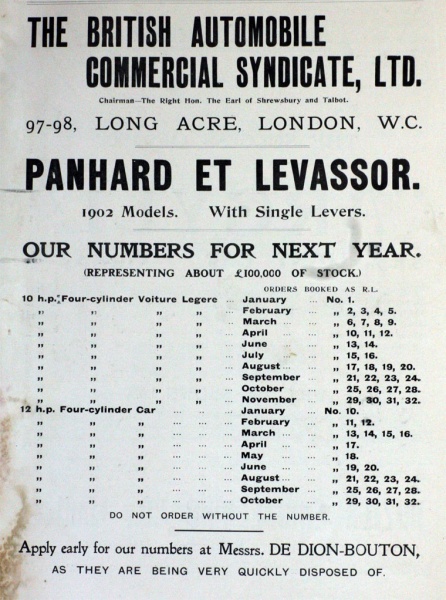 THE BRITISH AUTOMOBILE
COMMERCIAL SYNDICATE, LTD.
Chairman—The Right Hon. The Earl of Shrewsbury and Talbot.
97-98, LONG ACRE, LONDON, W.C.
PANHARD ET LEVASSOR.
1902 Models. With Single Levers.
OUR NUMBERS FOR NEXT YEAR.
(REPRESENTING ABOUT £100,000 OF STOCK.)
ORDERS BOOKED AS R.L.
10 h.p. Four-cylinder Voiture Legere ... January ... No. 1.
„ „ „ „ ... February ... „ 2, 3, 4, 5.
„ „ „ „ ... March ... ... „ 6, 7, 8, 9.
„ „ „ „ ... April ... ... „ 10, 11, 12.
„ „ „ „ ... June ... ... „ 13, 14.
„ „ „ „ ... July ... ... „ 15, 16.
„ „ „ „ ... August ... ... „ 17, 18, 19, 20.
„ „ „ „ ... September ... „ 21, 22, 23, 24.
„ „ „ „ ... October ... „ 25, 26, 27, 28.
„ „ „ „ ... November ... „ 29, 30, 31, 32.
12 h.p. Four-cylinder Car ... ... ... January ... No. 10.
„ „ „ ... ... ... February ... „ 11, 12.
„ „ „ ... ... ... March ... ... „ 13, 14, 15, 16.
„ „ „ ... ... ... April ... ... „ 17.
„ „ „ ... ... ... May ... ... „ 18.
„ „ „ ... ... ... June ... ... „ 19, 20.
„ „ „ ... ... ... August ... ... „ 21, 22, 23, 24.
„ „ „ ... ... ... September ... „ 25, 26, 27, 28.
„ „ „ ... ... ... October ... „ 29, 30, 31, 32.
DO NOT ORDER WITHOUT THE NUMBER.
Apply early for our numbers at Messrs. DE DION-BOUTON,
AS THEY ARE BEING VERY QUICKLY DISPOSED OF.